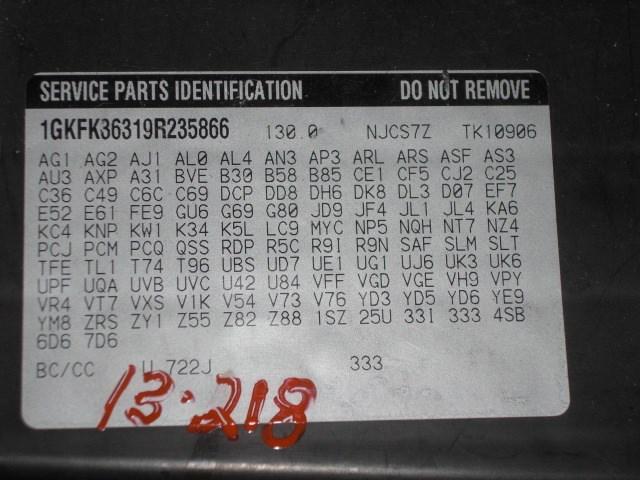 SERVICE PARTS IDENTIFICATION DO NOT REMOVE
1GKFK36319R235866 130.0 NJCS7Z TK10906
AG1 AG2 AJ1 AL0 AL4 AN3 AP3 ARL ARS ASF AS3
AU3 AXP A31 BVE B30 B58 B85 CE1 CF5 CJ2 C25
C36 C49 C6C C69 DCP DD8 DH6 DK8 DL3 D07 EF7
E52 E61 FE9 GU6 G69 G80 JD9 JF4 JL1 JL4 KA6
KC4 KNP KW1 K34 K5L LC9 MYC NP5 NQH NT7 NZ4
PCJ PCM PCQ QSS RDP R5C R9I R9N SAF SLM SLT
TFE TL1 T74 T96 UBS UD7 UE1 UG1 UJ6 UK3 UK6
UPF UQA UVB UVC U42 U84 VFF VGD VGE VH9 VPY
VR4 VT7 VXS V1K V54 V73 V76 YD3 YD5 YD6 YE9
YM8 ZRS ZY1 Z55 Z82 Z88 1SZ 25U 33I 333 4SB
6D6 7D6
BC/CC U 722J 333
13-218